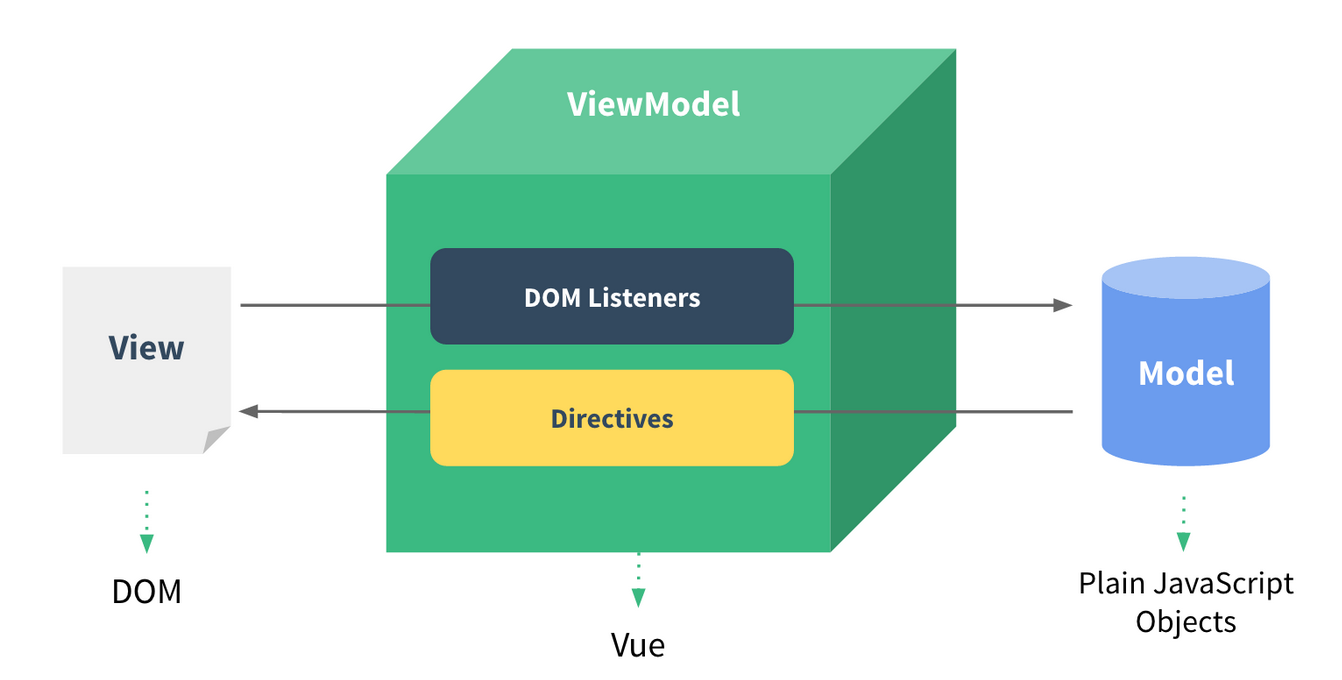 ViewModel
DOM Listeners
View
Model
Directives
DOM
Plain JavaScript
Objects
Vue